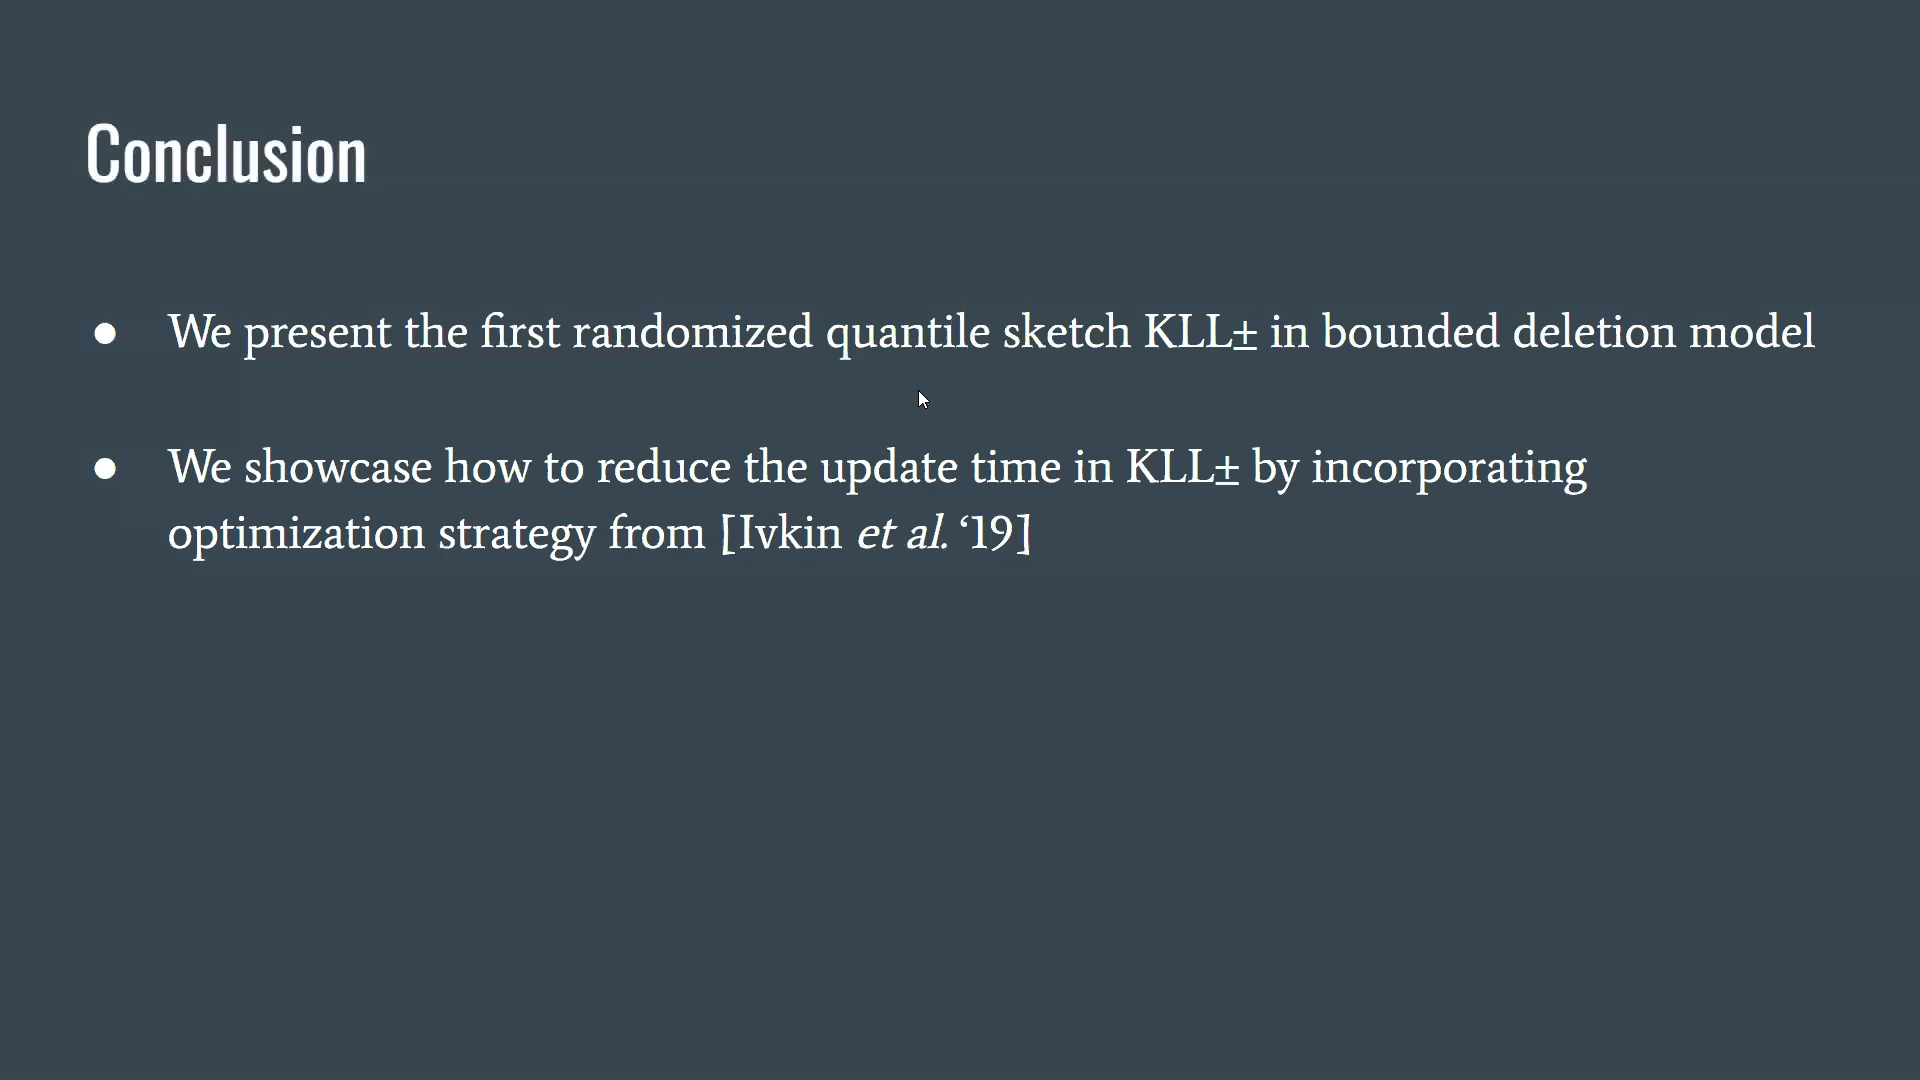 Conclusion
● We present the first randomized quantile sketch KLL± in bounded deletion model
● We showcase how to reduce the update time in KLL± by incorporating
optimization strategy from [Ivkin et al. ‘19]